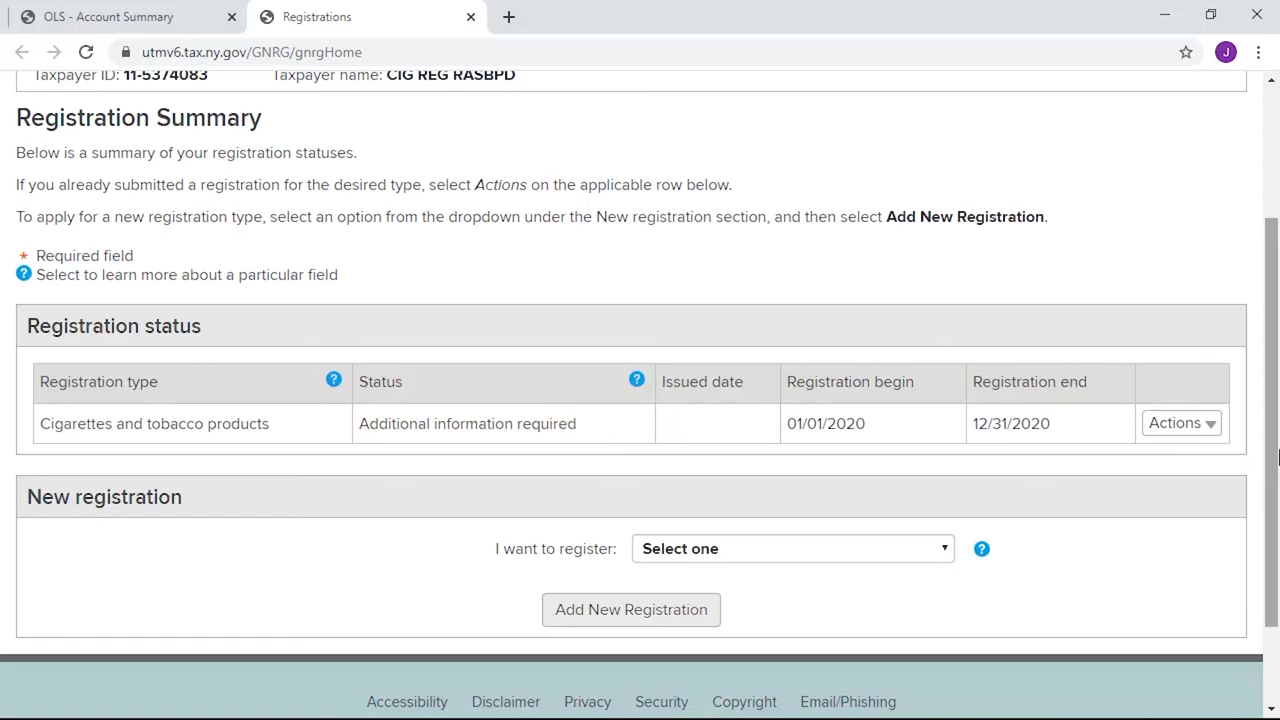 OLS - Account Summary
Registrations
utmv6.tax.ny.gov/GNRG/gnrgHome
J
Taxpayer ID: 11-5374083 Taxpayer name: CIG REG RASBPD
Registration Summary
Below is a summary of your registration statuses.
If you already submitted a registration for the desired type, select Actions on the applicable row below.
To apply for a new registration type, select an option from the dropdown under the New registration section, and then select Add New Registration.
* Required field
? Select to learn more about a particular field
Registration status
Registration type ? Status ? Issued date Registration begin Registration end
Cigarettes and tobacco products Additional information required 01/01/2020 12/31/2020 Actions
New registration
I want to register: Select one ?
Add New Registration
Accessibility Disclaimer Privacy Security Copyright Email/Phishing